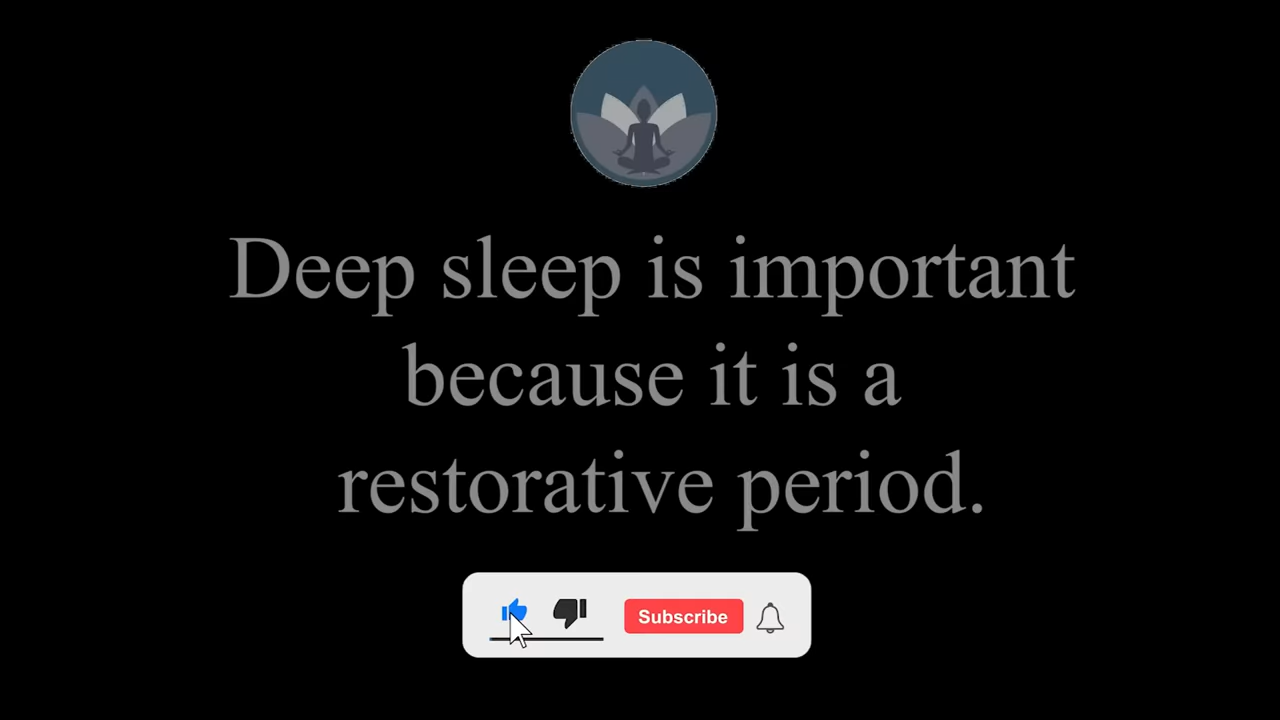 Deep sleep is important
because it is a
restorative period.
Subscribe